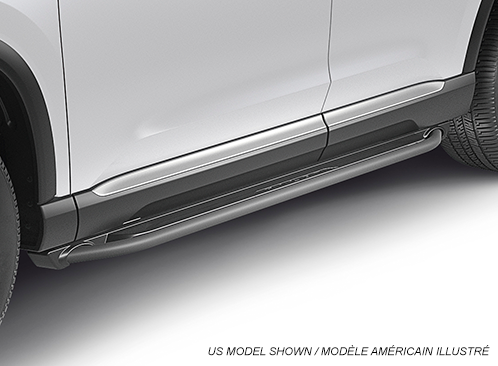 US MODEL SHOWN / MODÈLE AMÉRICAIN ILLUSTRÉ